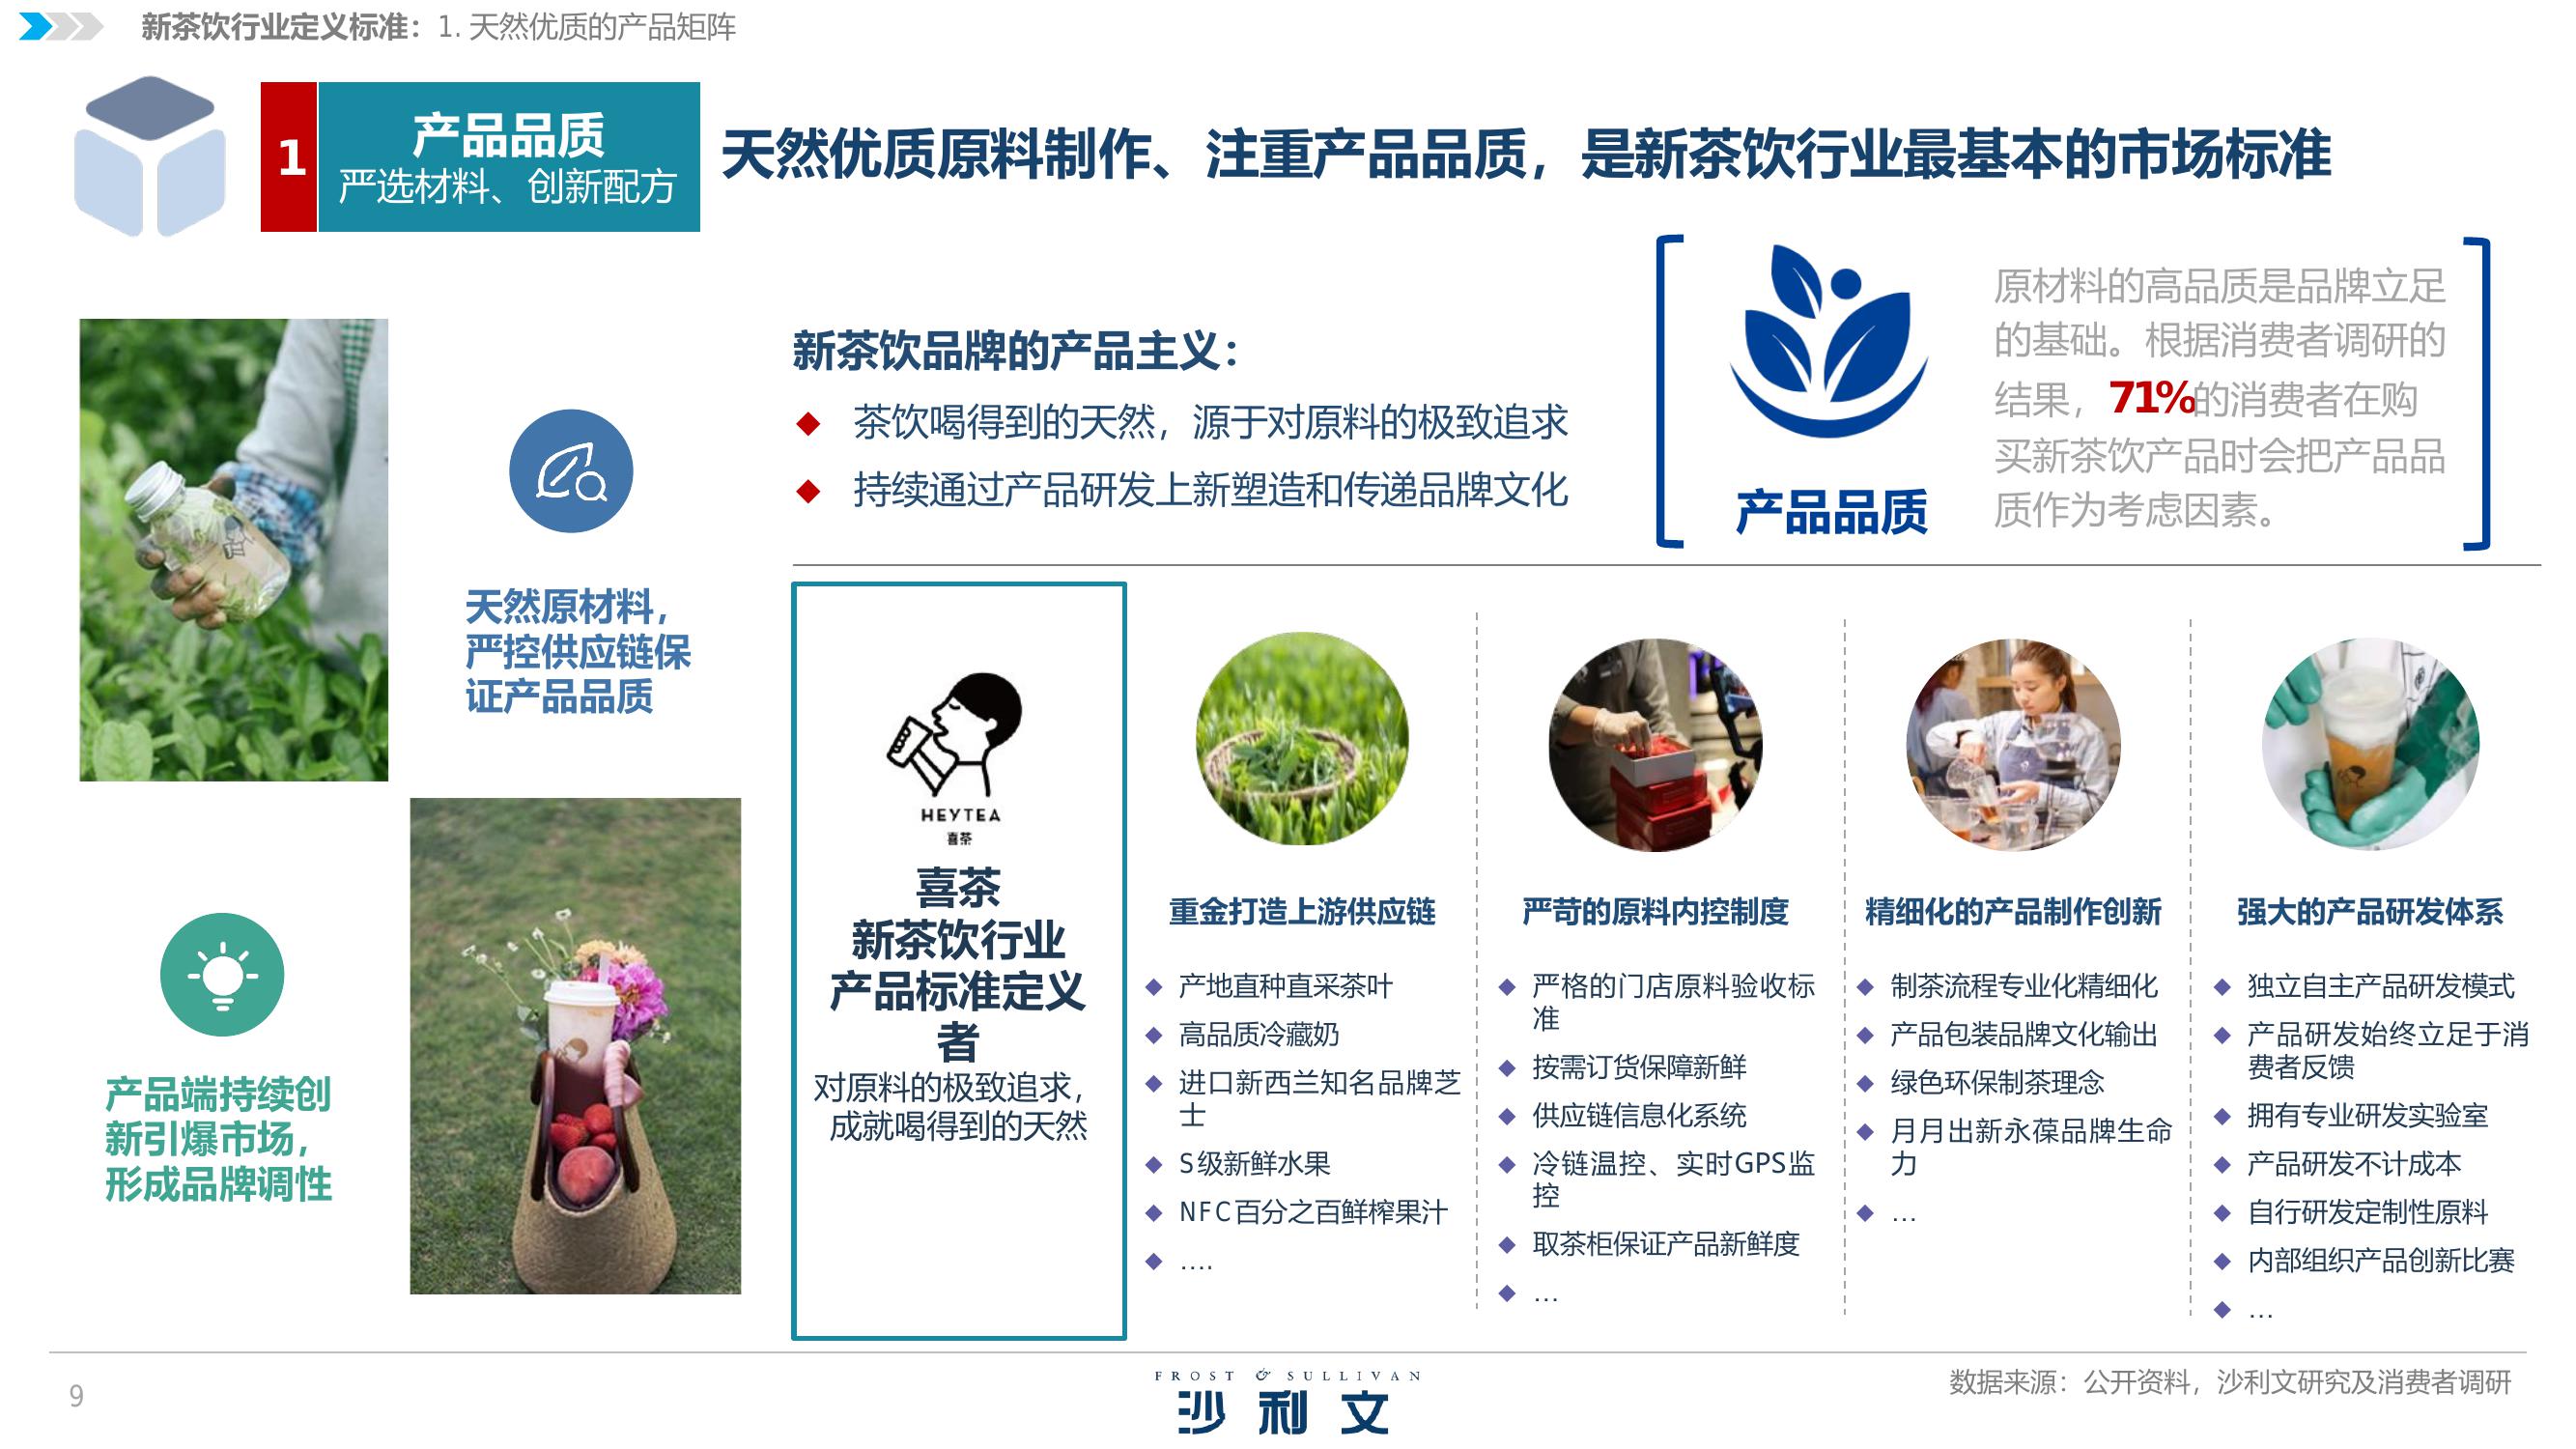 新茶饮行业定义标准：1. 天然优质的产品矩阵
1
产品品质
严选材料、创新配方
天然优质原料制作、注重产品品质，是新茶饮行业最基本的市场标准
天然原材料，
严控供应链保
证产品品质
产品端持续创
新引爆市场，
形成品牌调性
新茶饮品牌的产品主义：
茶饮喝得到的天然，源于对原料的极致追求
持续通过产品研发上新塑造和传递品牌文化
产品品质
原材料的高品质是品牌立足
的基础。根据消费者调研的
结果，71%的消费者在购
买新茶饮产品时会把产品品
质作为考虑因素。
HEYTEA
喜茶
喜茶
新茶饮行业
产品标准定义
者
对原料的极致追求，
成就喝得到的天然
重金打造上游供应链
产地直种直采茶叶
高品质冷藏奶
进口新西兰知名品牌芝
士
S级新鲜水果
NFC百分之百鲜榨果汁
....
严苛的原料内控制度
严格的门店原料验收标
准
按需订货保障新鲜
供应链信息化系统
冷链温控、实时GPS监
控
取茶柜保证产品新鲜度
...
精细化的产品制作创新
制茶流程专业化精细化
产品包装品牌文化输出
绿色环保制茶理念
月月出新永葆品牌生命
力
...
强大的产品研发体系
独立自主产品研发模式
产品研发始终立足于消
费者反馈
拥有专业研发实验室
产品研发不计成本
自行研发定制性原料
内部组织产品创新比赛
...
9
FROST & SULLIVAN
沙利文
数据来源：公开资料，沙利文研究及消费者调研